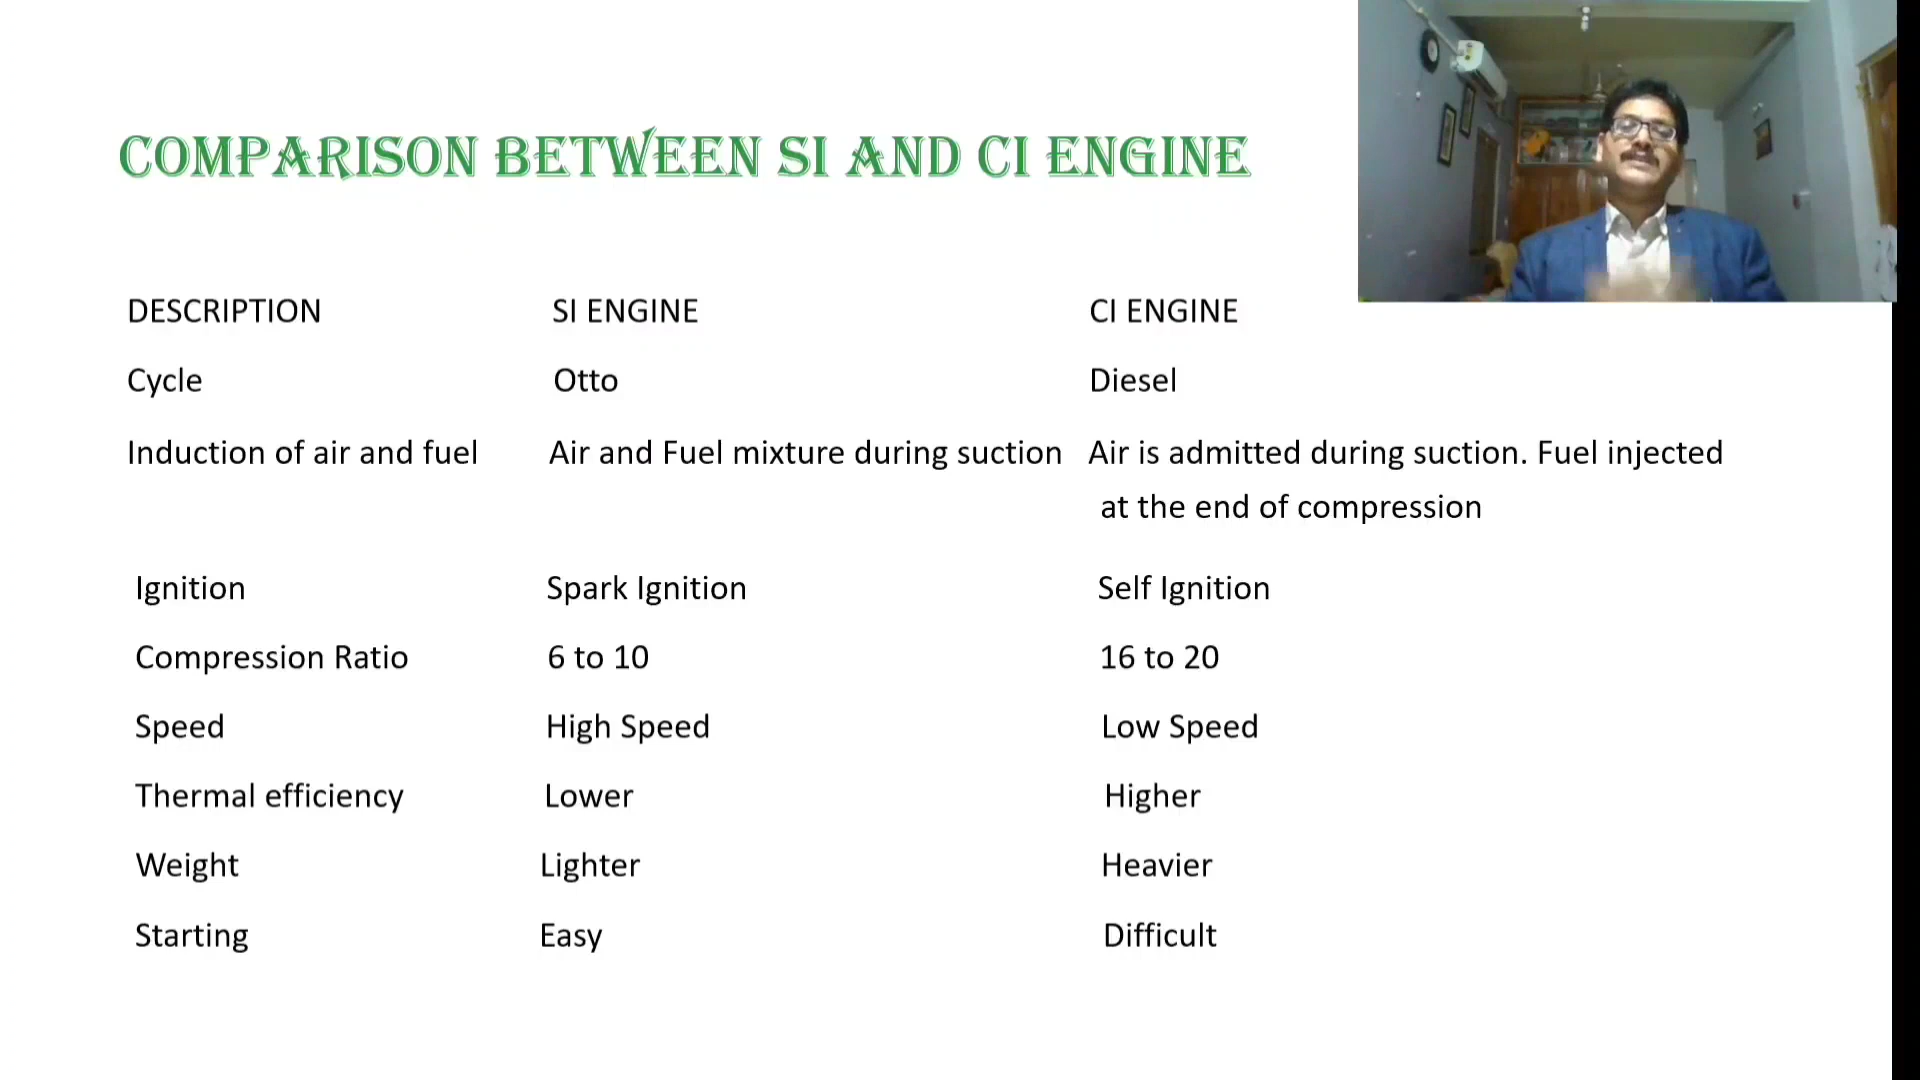 COMPARISON BETWEEN SI AND CI ENGINE
DESCRIPTION SI ENGINE CI ENGINE
Cycle Otto Diesel
Induction of air and fuel Air and Fuel mixture during suction Air is admitted during suction. Fuel injected
at the end of compression
Ignition Spark Ignition Self Ignition
Compression Ratio 6 to 10 16 to 20
Speed High Speed Low Speed
Thermal efficiency Lower Higher
Weight Lighter Heavier
Starting Easy Difficult